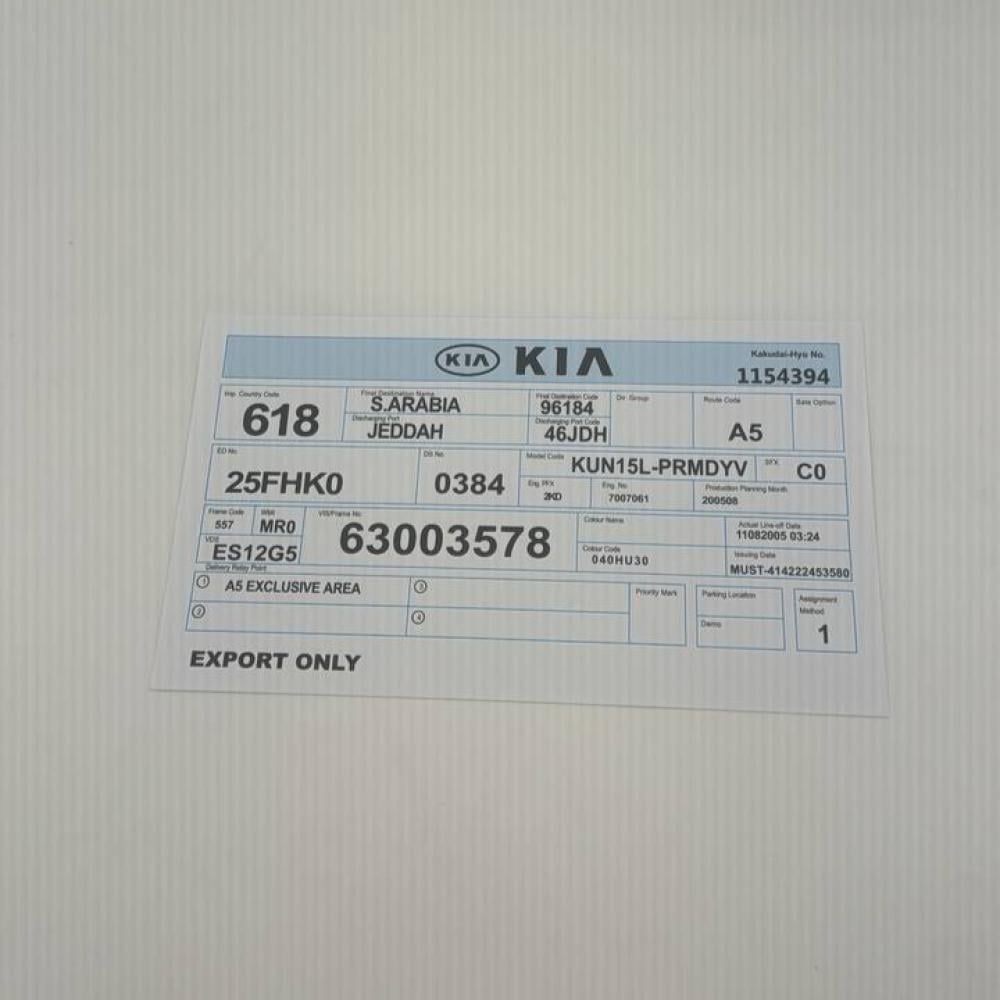 KIA KIA
Kakudai-Hyo No.
1154394
Imp. Country Code
618
Final Destination Name
S.ARABIA
Discharging Port
JEDDAH
Final Destination Code
96184
Discharging Port Code
46JDH
Div. Group
Route Code
A5
Sale Option
ED No.
25FHK0
DS No.
0384
Model Code
KUN15L-PRMDYV
SFX
C0
Eng. PFX
2KD
Eng. No.
7007061
Production Planning Month
200508
Frame Code
557
WMI
MR0
VDS
ES12G5
VIS/Frame No.
63003578
Colour Name
Colour Code
040HU30
Actual Line-off Date
11082005 03:24
Issuing Date
MUST-414222453580
Delivery Relay Point
① A5 EXCLUSIVE AREA
②
③
④
Priority Mark
Parking Location
Demo
Assignment
Method
1
EXPORT ONLY